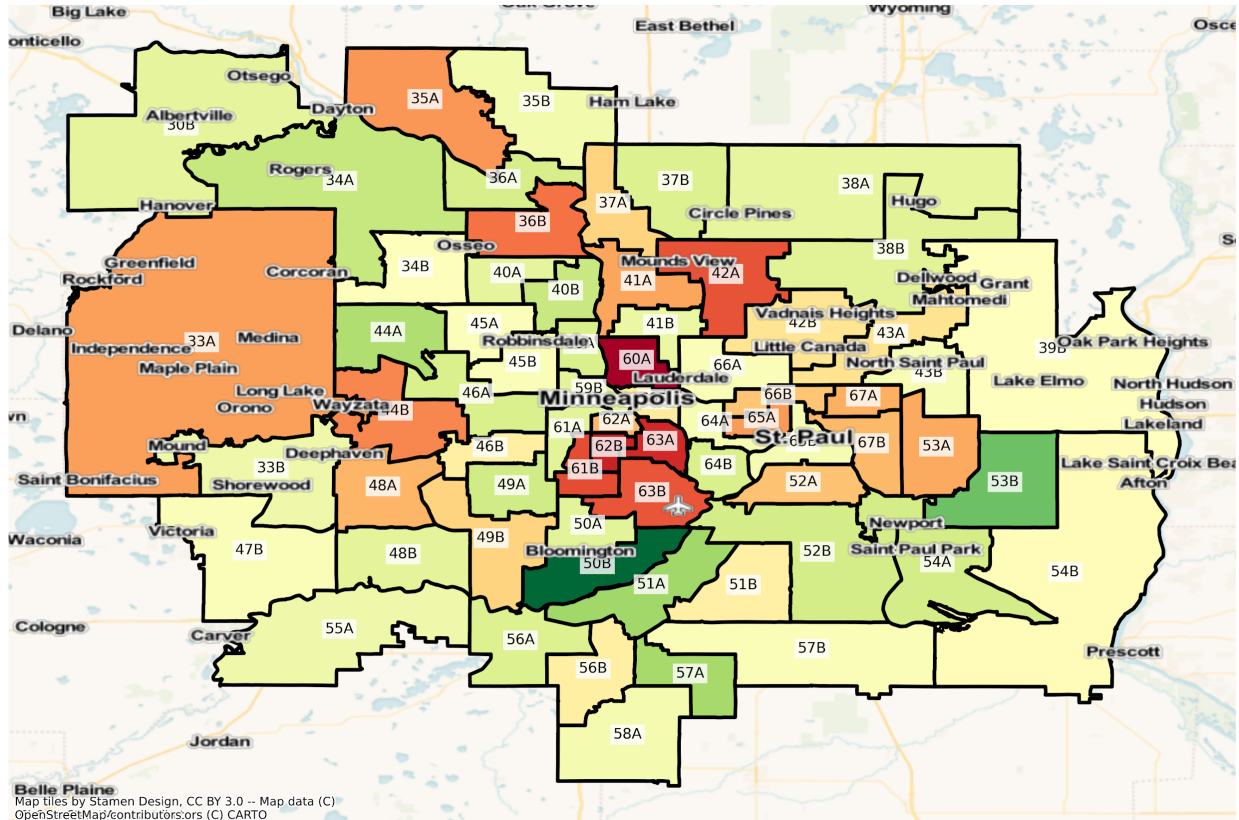 Big Lake
Oak Grove
Wyoming
East Bethel
Osce
onticello
Otsego
35A
35B
Ham Lake
Dayton
Albertville
30B
Rogers
34A
36A
37B
38A
Hanover
37A
Hugo
36B
Circle Pines
Osseo
38B
Greenfield
Rockford
Corcoran
34B
40A
40B
Mounds View
41A
42A
Dellwood
Grant
Mahtomedi
Delano
33A
Medina
Independence
Maple Plain
44A
45A
Robbinsdale
41B
Vadnais Heights
42B
43A
39B
Oak Park Heights
45B
60A
66A
Little Canada
North Saint Paul
43B
Long Lake
Orono
Wayzata
44B
46A
59B
Lauderdale
Lake Elmo
North Hudson
Hudson
Minneapolis
66B
67A
wn
61A
62A
64A
65A
Lakeland
Mound
Deephaven
46B
62B
63A
St. Paul
65B
67B
53A
33B
Shorewood
Saint Bonifacius
48A
49A
61B
63B
64B
52A
53B
Lake Saint Croix Bea
Afton
Victoria
Waconia
47B
48B
49B
50A
Bloomington
50B
51A
51B
52B
Newport
Saint Paul Park
54A
54B
Cologne
Carver
55A
56A
56B
57A
57B
Prescott
58A
Jordan
Belle Plaine
Map tiles by Stamen Design, CC BY 3.0 -- Map data (C)
OpenStreetMap contributors
(C) CARTO